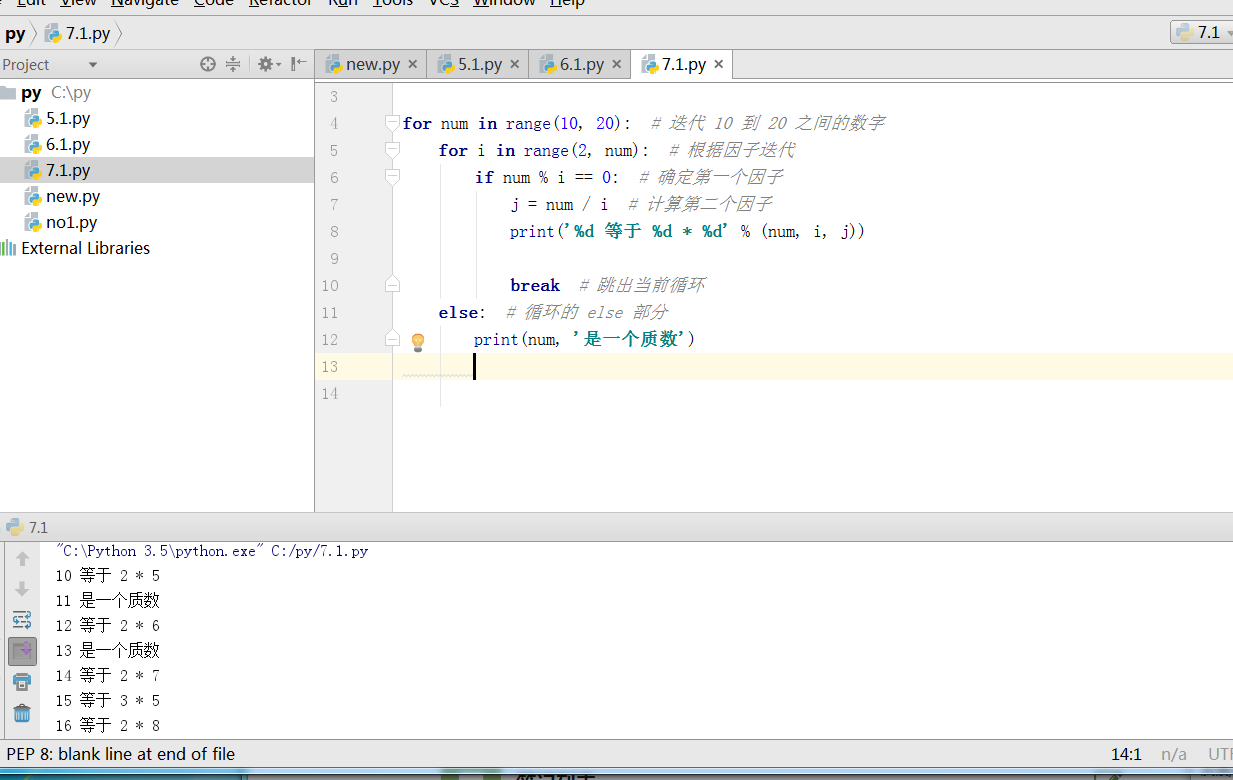 Edit View Navigate Code Refactor Run Tools VCS Window Help
py 7.1.py 7.1
Project new.py 5.1.py 6.1.py 7.1.py
py C:\py
5.1.py
6.1.py
7.1.py
new.py
no1.py
External Libraries
3
4 for num in range(10, 20): # 迭代 10 到 20 之间的数字
5 for i in range(2, num): # 根据因子迭代
6 if num % i == 0: # 确定第一个因子
7 j = num / i # 计算第二个因子
8 print('%d 等于 %d * %d' % (num, i, j))
9
10 break # 跳出当前循环
11 else: # 循环的 else 部分
12 print(num, '是一个质数')
13
14
7.1
"C:\Python 3.5\python.exe" C:/py/7.1.py
10 等于 2 * 5
11 是一个质数
12 等于 2 * 6
13 是一个质数
14 等于 2 * 7
15 等于 3 * 5
16 等于 2 * 8
PEP 8: blank line at end of file 14:1 n/a UTF